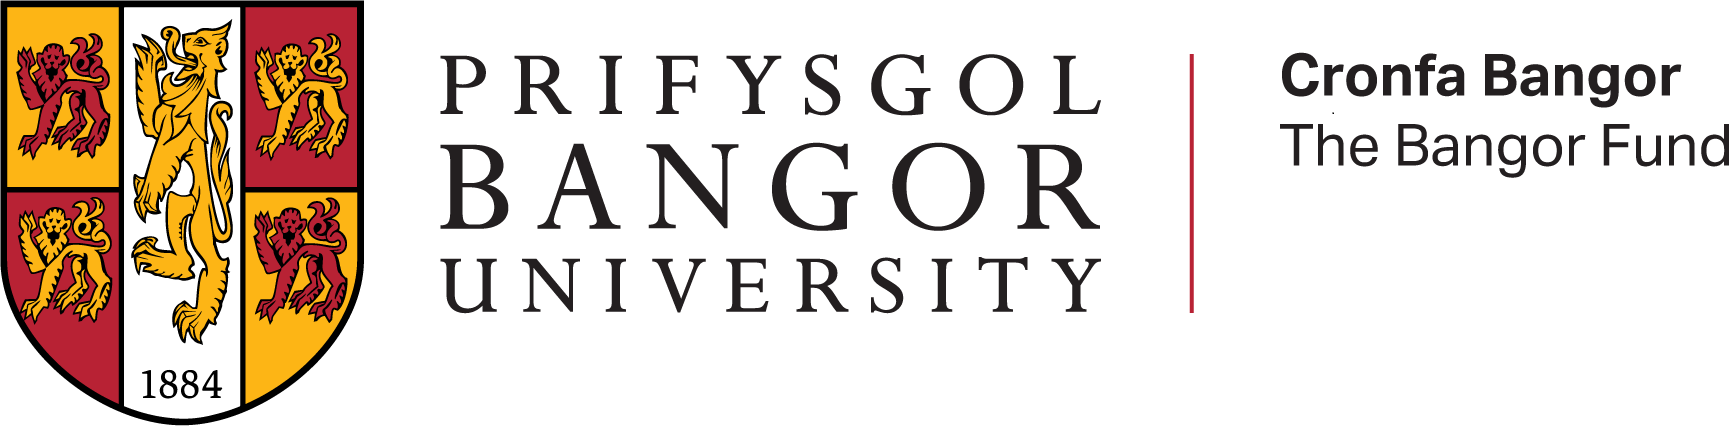 1884
PRIFYSGOL
BANGOR
UNIVERSITY
Cronfa Bangor
The Bangor Fund